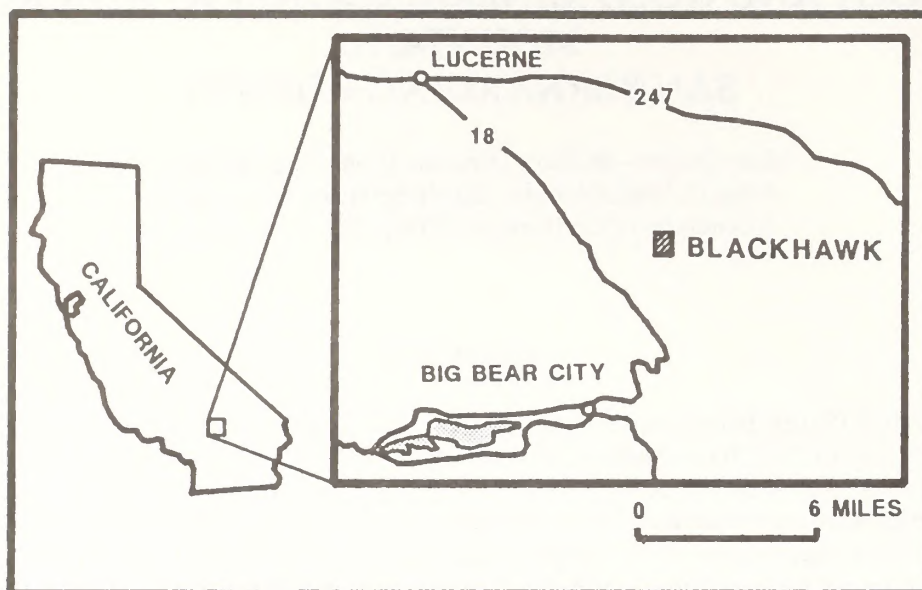 LUCERNE
247
18
BLACKHAWK
CALIFORNIA
BIG BEAR CITY
0 6 MILES